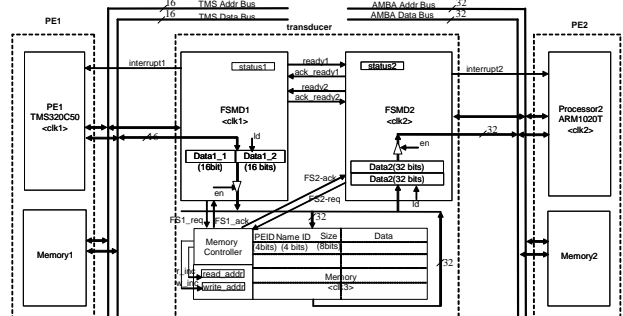 16
TMS Addr Bus
AMBA Addr Bus
32
16
TMS Data Bus
AMBA Data Bus
32
PE1
transducer
PE2
interrupt1
status1
ready1
ack_ready1
ready2
ack_ready2
status2
interrupt2
PE1
TMS320C50
<clk1>
FSMD1
<clk1>
FSMD2
<clk2>
Processor2
ARM1020T
<clk2>
16
ld
en
32
Data1_1
(16bit)
Data1_2
(16 bits)
Data2(32 bits)
Data2(32 bits)
en
FS2-ack
FS2-req
ld
FS1_req
FS1_ack
32
Memory
Controller
PEID
(4bits)
Name ID
(4 bits)
Size
(8bits)
Data
32
Memory1
Memory2
r_inc
read_addr
w_inc
write_addr
Memory
<clk3>